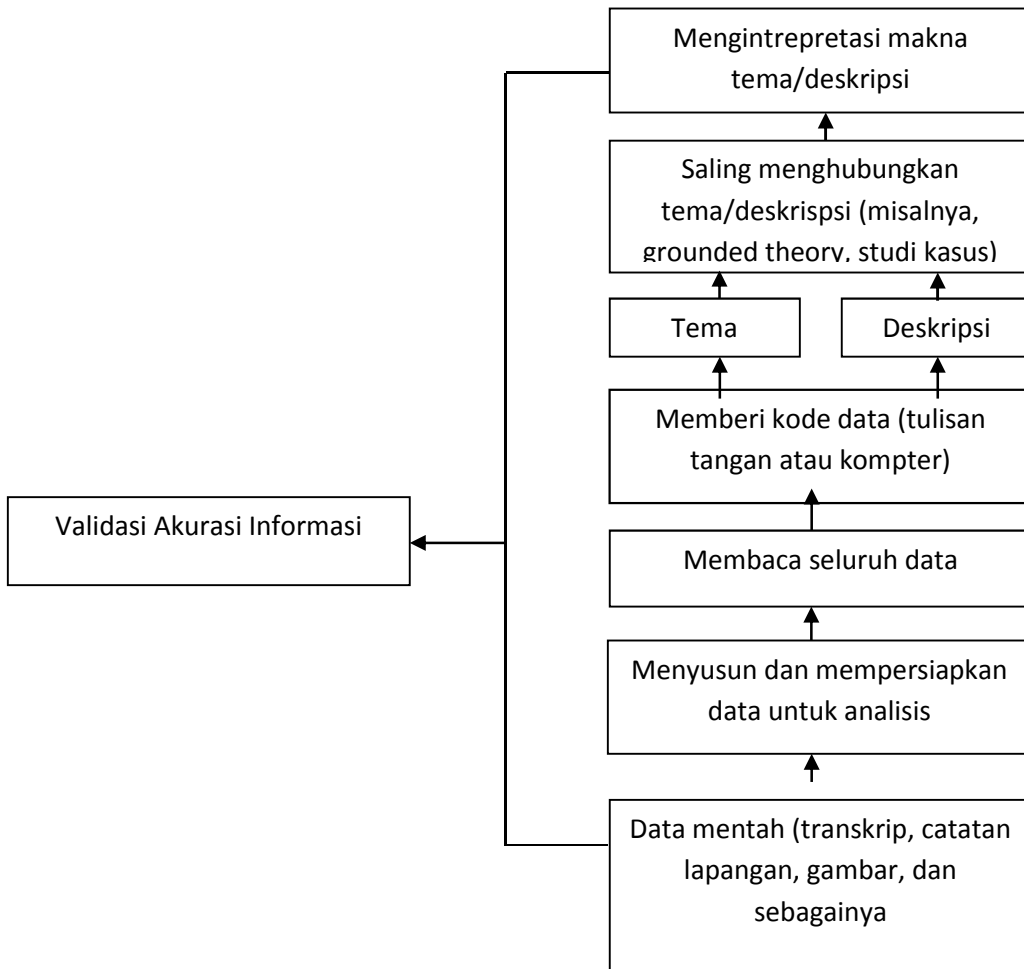 Mengintrepretasi makna
tema/deskripsi
Saling menghubungkan
tema/deskrispsi (misalnya,
grounded theory, studi kasus)
Tema
Deskripsi
Memberi kode data (tulisan
tangan atau kompter)
Validasi Akurasi Informasi
Membaca seluruh data
Menyusun dan mempersiapkan
data untuk analisis
Data mentah (transkrip, catatan
lapangan, gambar, dan
sebagainya